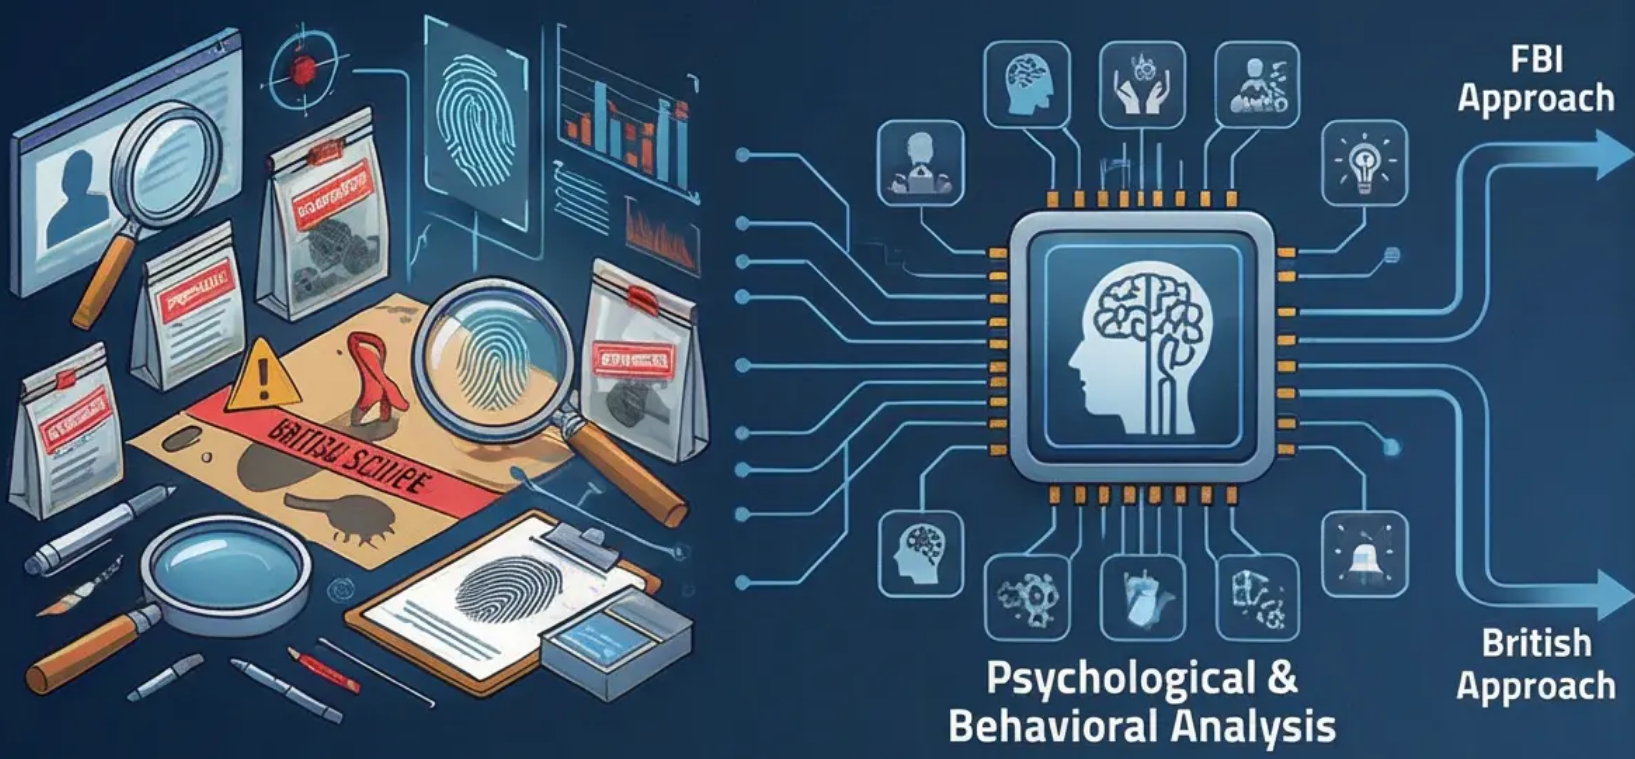 FBI
Approach
Psychological &
Behavioral Analysis
British
Approach